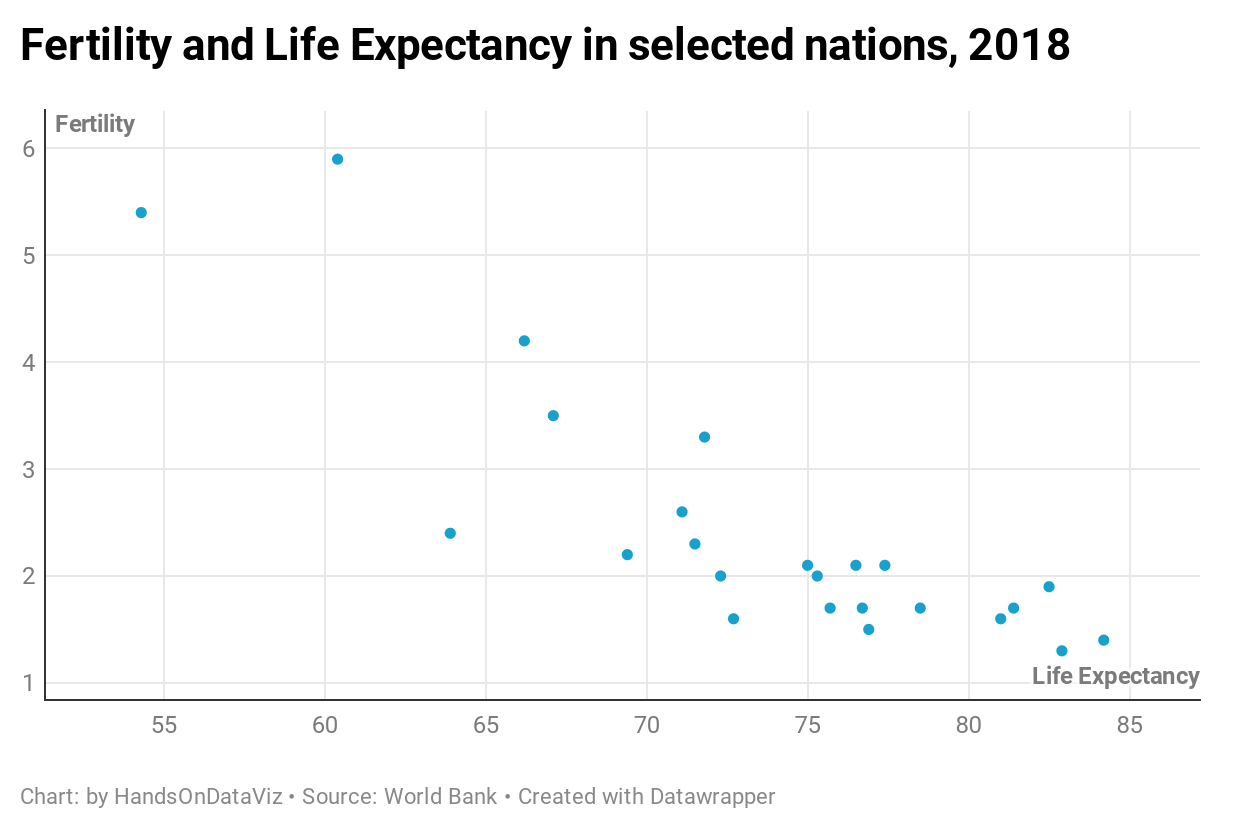 Fertility and Life Expectancy in selected nations, 2018
Fertility
6
5
4
3
2
1
Life Expectancy
55 60 65 70 75 80 85
Chart: by HandsOnDataViz • Source: World Bank • Created with Datawrapper